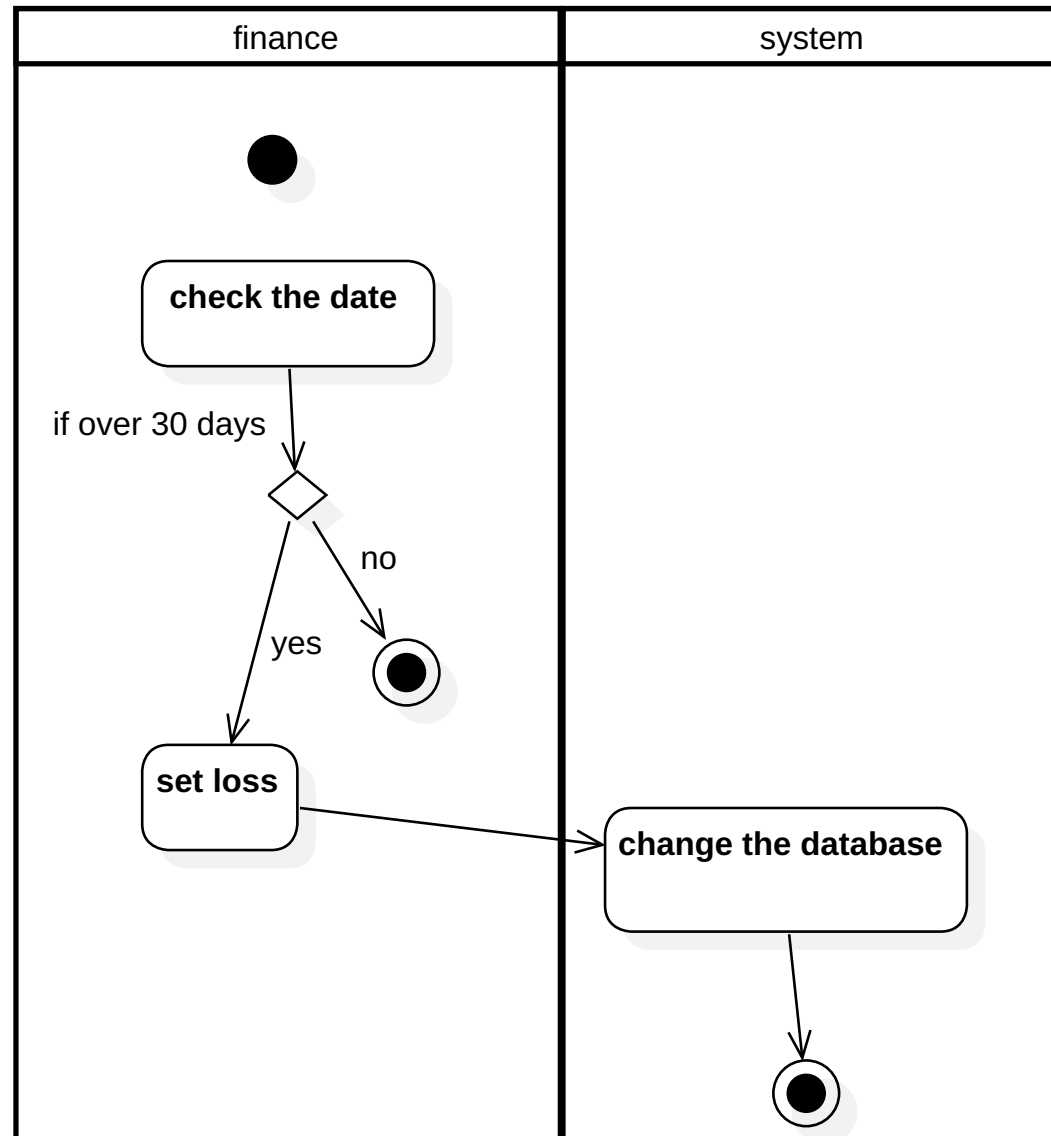 finance
system
check the date
if over 30 days
no
yes
set loss
change the database